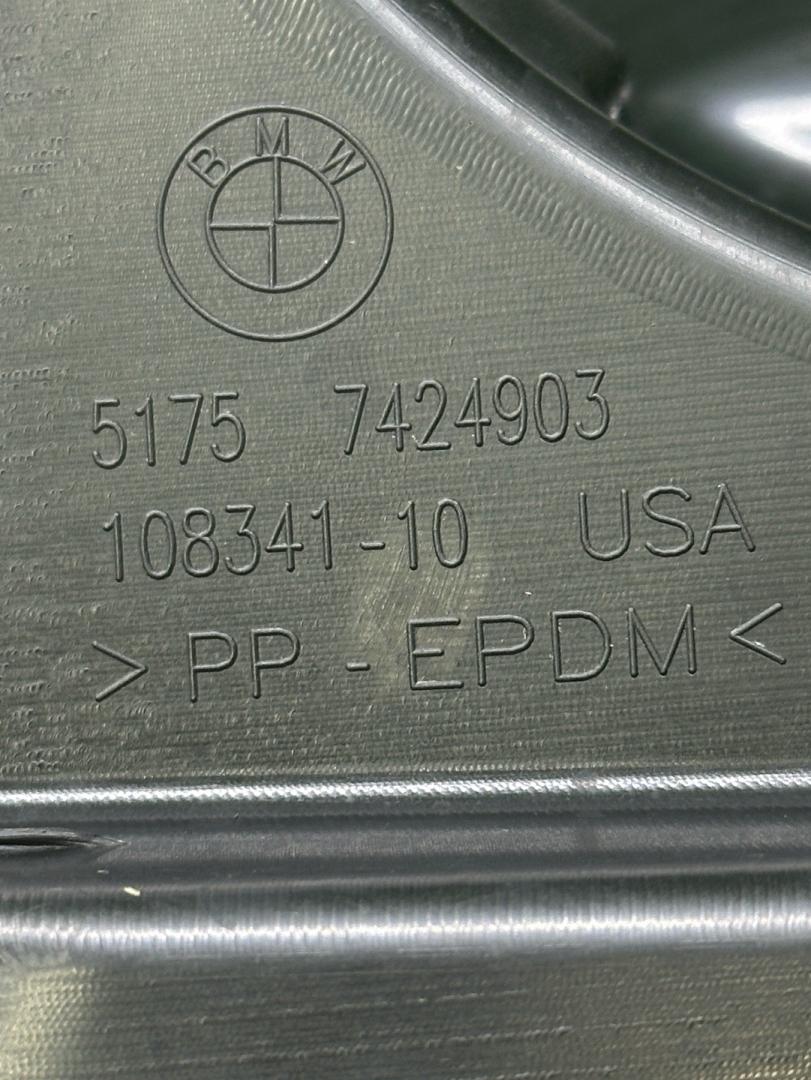 BMW
5175 7424903
108341-10 USA
> PP - EPDM <